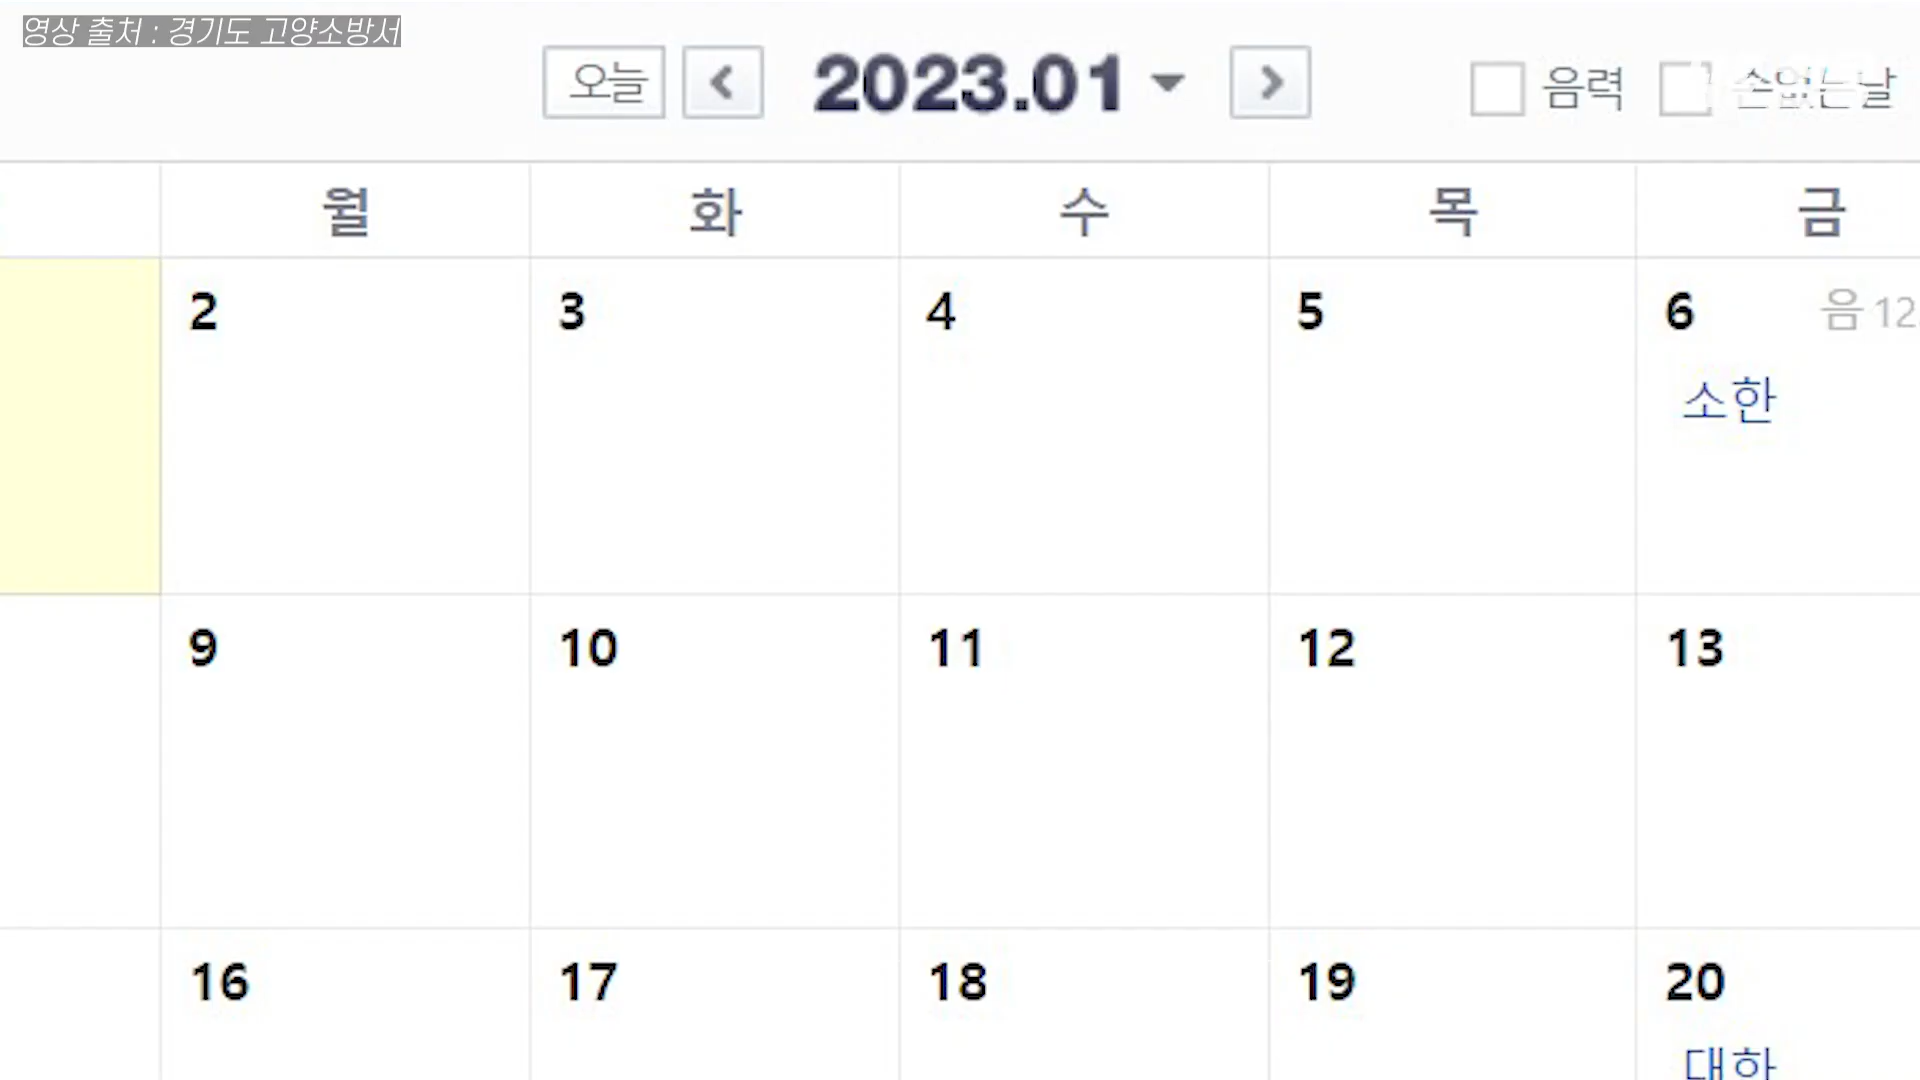 영상 출처 : 경기도 고양소방서
오늘 2023.01 음력 손없는날
월 화 수 목 금
2 3 4 5 6 음 12
소한
9 10 11 12 13
16 17 18 19 20
대한